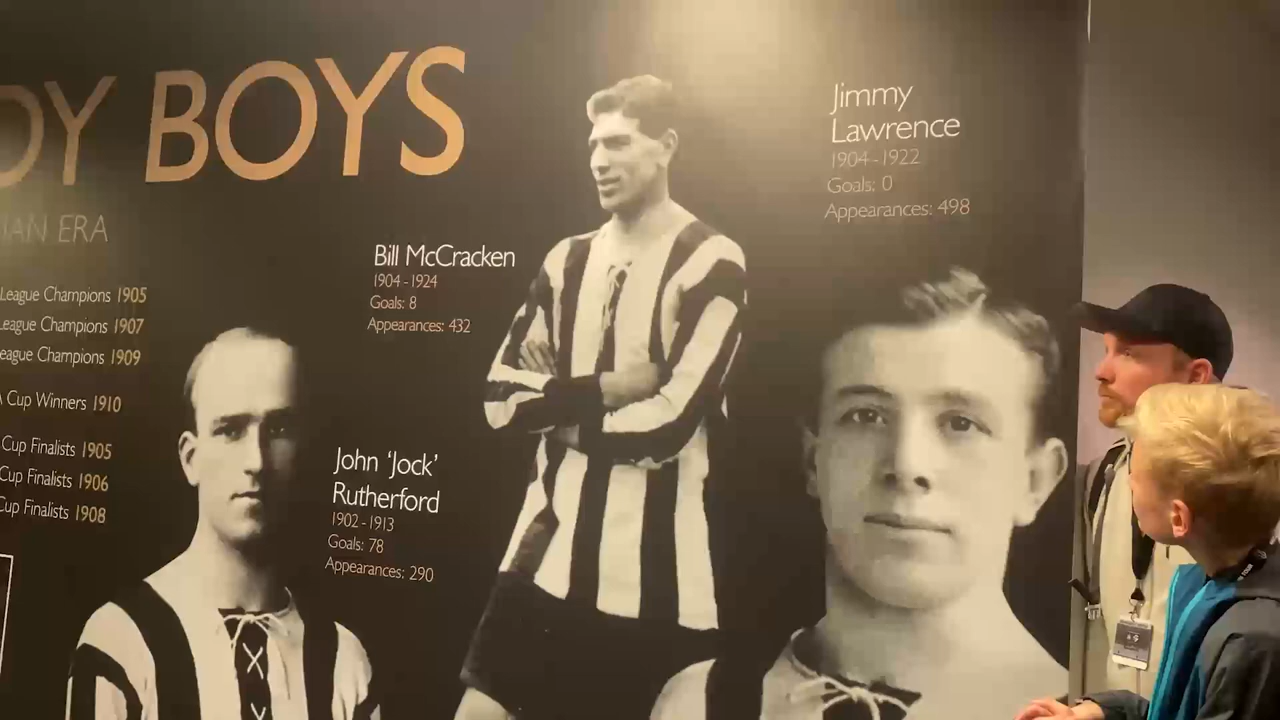 DY BOYS
IAN ERA
League Champions 1905
League Champions 1907
League Champions 1909
Cup Winners 1910
Cup Finalists 1905
Cup Finalists 1906
Cup Finalists 1908
Bill McCracken
1904 - 1924
Goals: 8
Appearances: 432
John 'Jock'
Rutherford
1902 - 1913
Goals: 78
Appearances: 290
Jimmy
Lawrence
1904 - 1922
Goals: 0
Appearances: 498